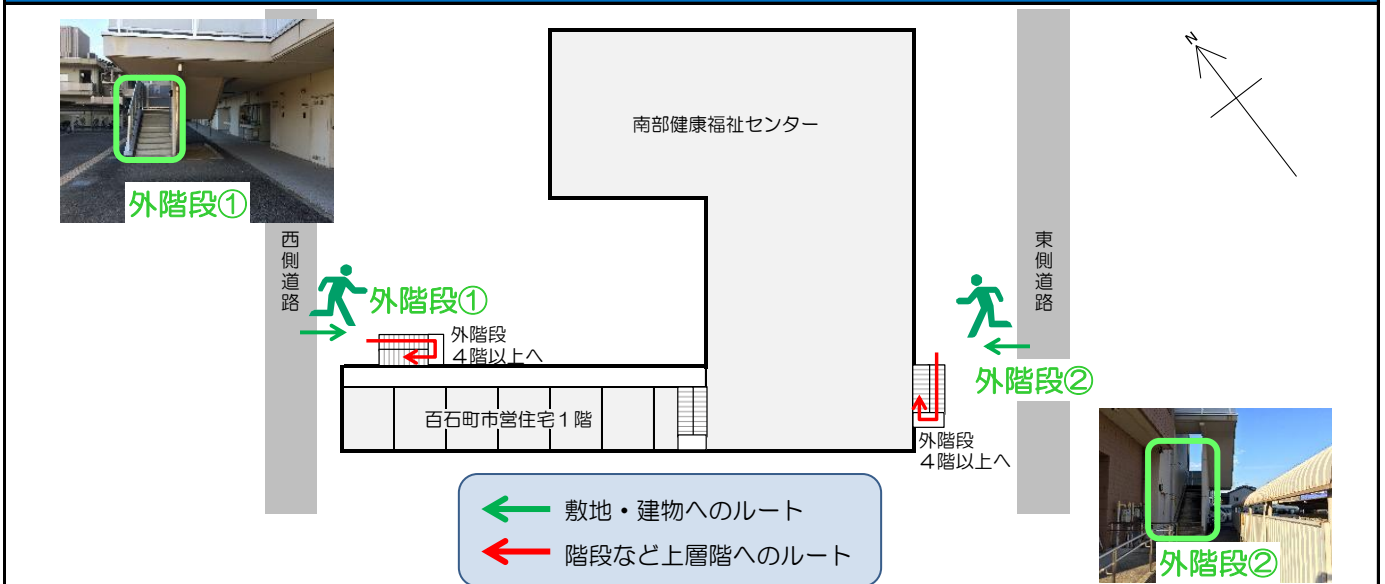 外階段①
南部健康福祉センター
N
西側道路
東側道路
外階段①
外階段
4階以上へ
外階段②
百石町市営住宅1階
外階段
4階以上へ
敷地・建物へのルート
階段など上層階へのルート
外階段②